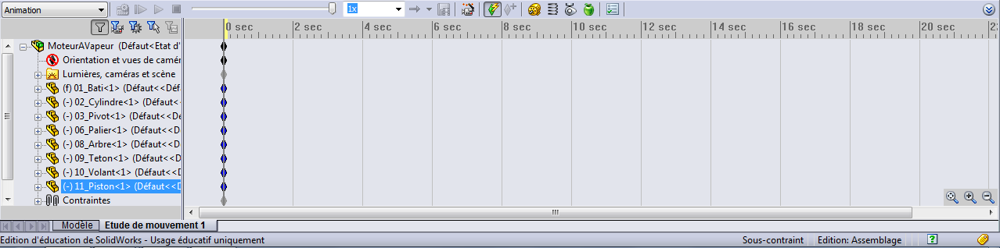 Animation
1x
0 sec
2 sec
4 sec
6 sec
8 sec
10 sec
12 sec
14 sec
16 sec
18 sec
20 sec
22
MoteurAVapeur (Défaut<Etat d'
Orientation et vues de camér
Lumières, caméras et scène
(f) 01_Bati<1> (Défaut<<Déf
(-) 02_Cylindre<1> (Défaut<
(-) 03_Pivot<1> (Défaut<<D
(-) 06_Palier<1> (Défaut<<D
(-) 08_Arbre<1> (Défaut<<D
(-) 09_Teton<1> (Défaut<<D
(-) 10_Volant<1> (Défaut<<D
(-) 11_Piston<1> (Défaut<<D
Contraintes
Modèle
Etude de mouvement 1
Edition d'éducation de SolidWorks - Usage éducatif uniquement
Sous-contraint
Edition: Assemblage